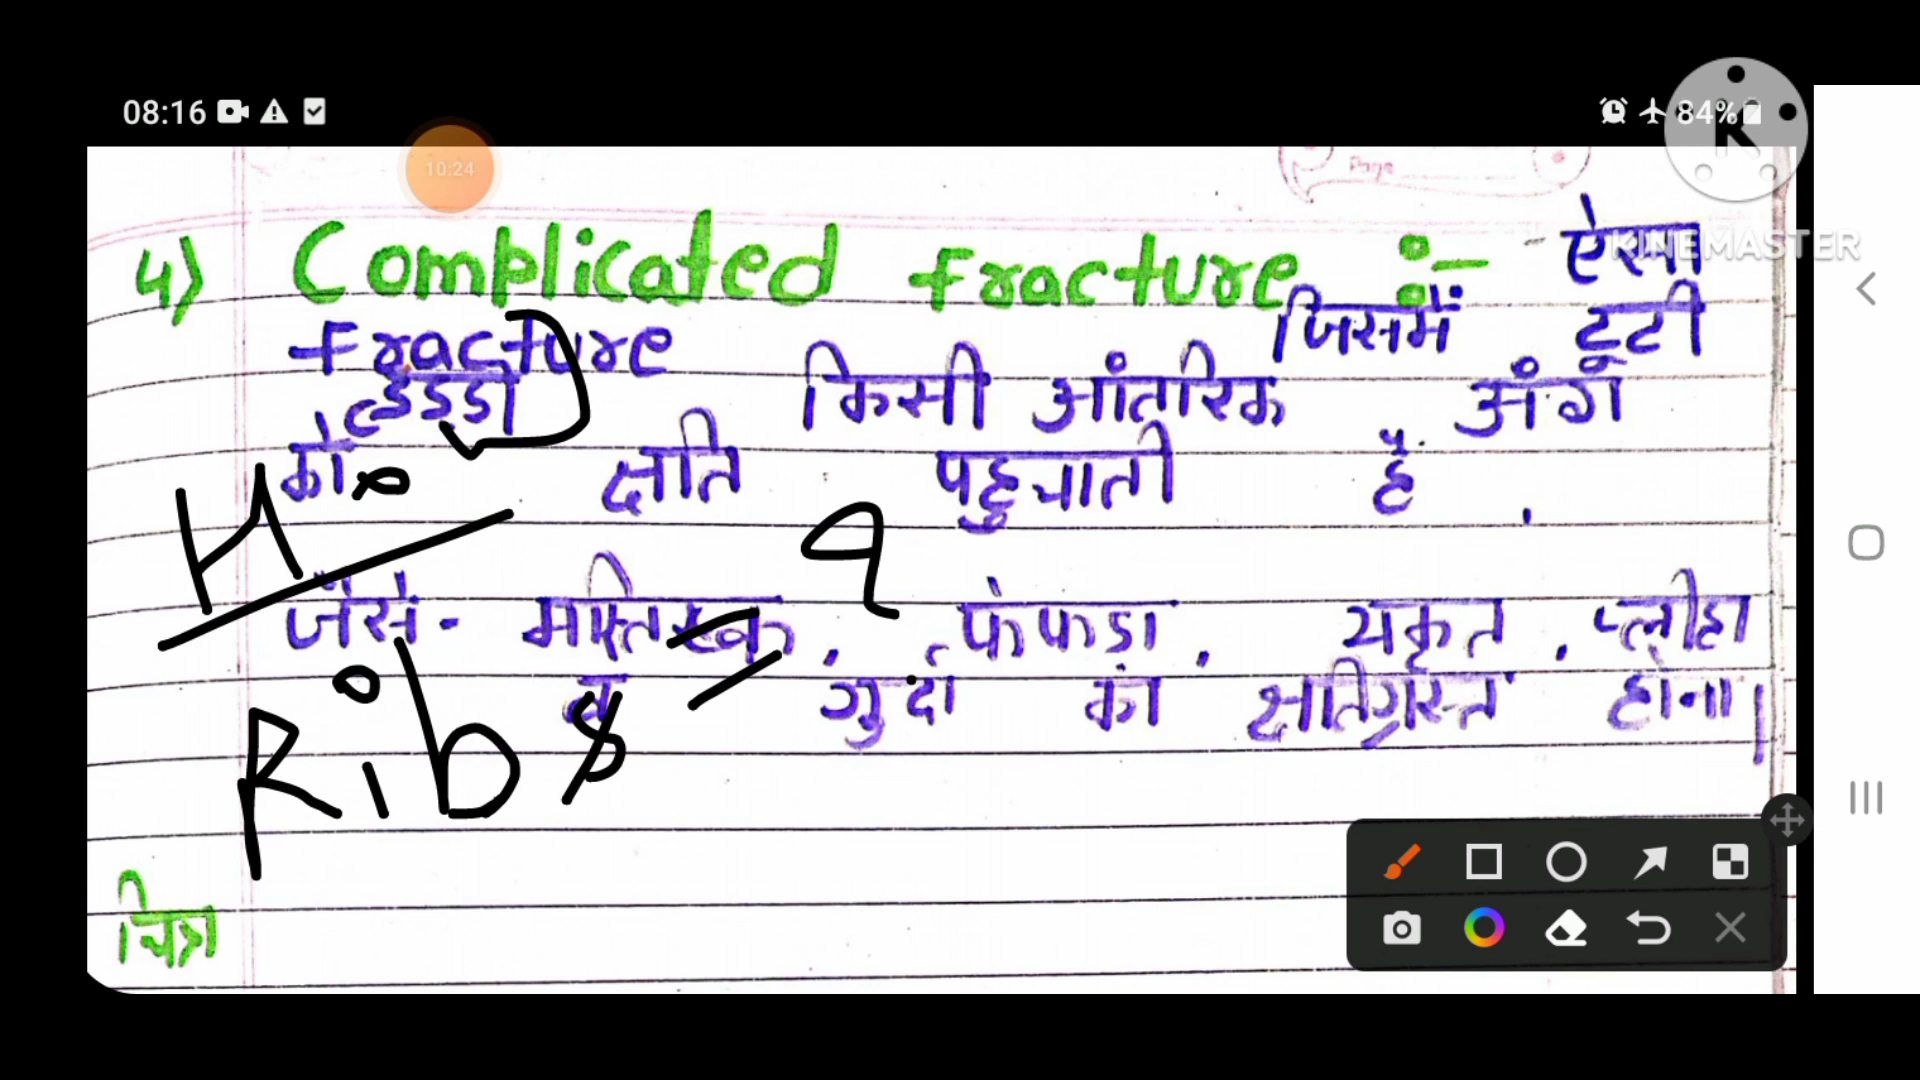 08:16
84%
10:24
Page
KINEMASTER
4) Complicated fracture :- ऐसा
fracture जिसमें टूटी
हड्डी किसी आंतरिक अंग
को क्षति पहुचाती है .
H
जैसे - मस्तिस्क , फेफडा , यकृत , प्लीहा
व गुर्दा का क्षतिग्रस्त होना।
Ribs
चित्र